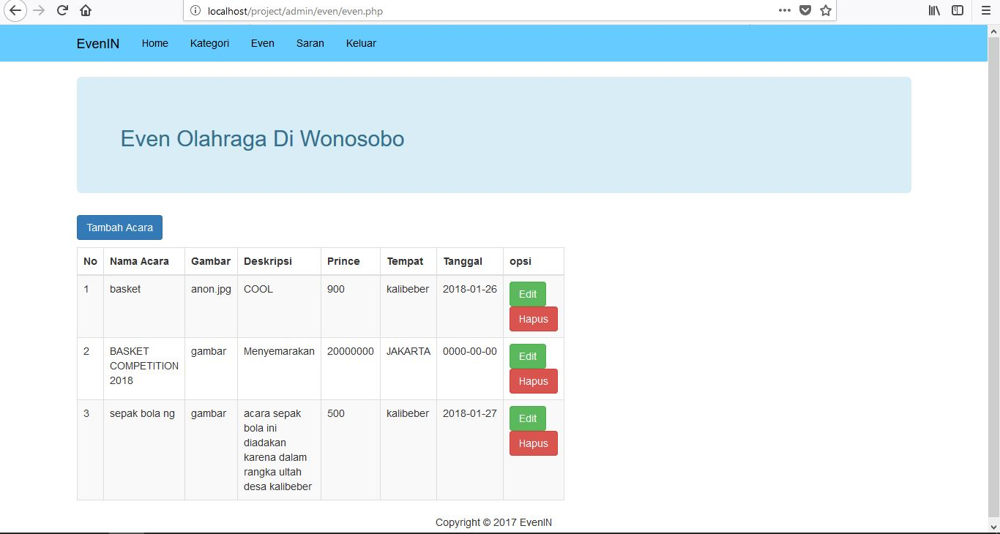 localhost/project/admin/even/even.php
EvenIN Home Kategori Even Saran Keluar
Even Olahraga Di Wonosobo
Tambah Acara
No Nama Acara Gambar Deskripsi Prince Tempat Tanggal opsi
1 basket anon.jpg COOL 900 kalibeber 2018-01-26 Edit
Hapus
2 BASKET gambar Menyemarakan 20000000 JAKARTA 0000-00-00 Edit
COMPETITION
2018 Hapus
3 sepak bola ng gambar acara sepak 500 kalibeber 2018-01-27 Edit
bola ini
diadakan Hapus
karena dalam
rangka ultah
desa kalibeber
Copyright © 2017 EvenIN